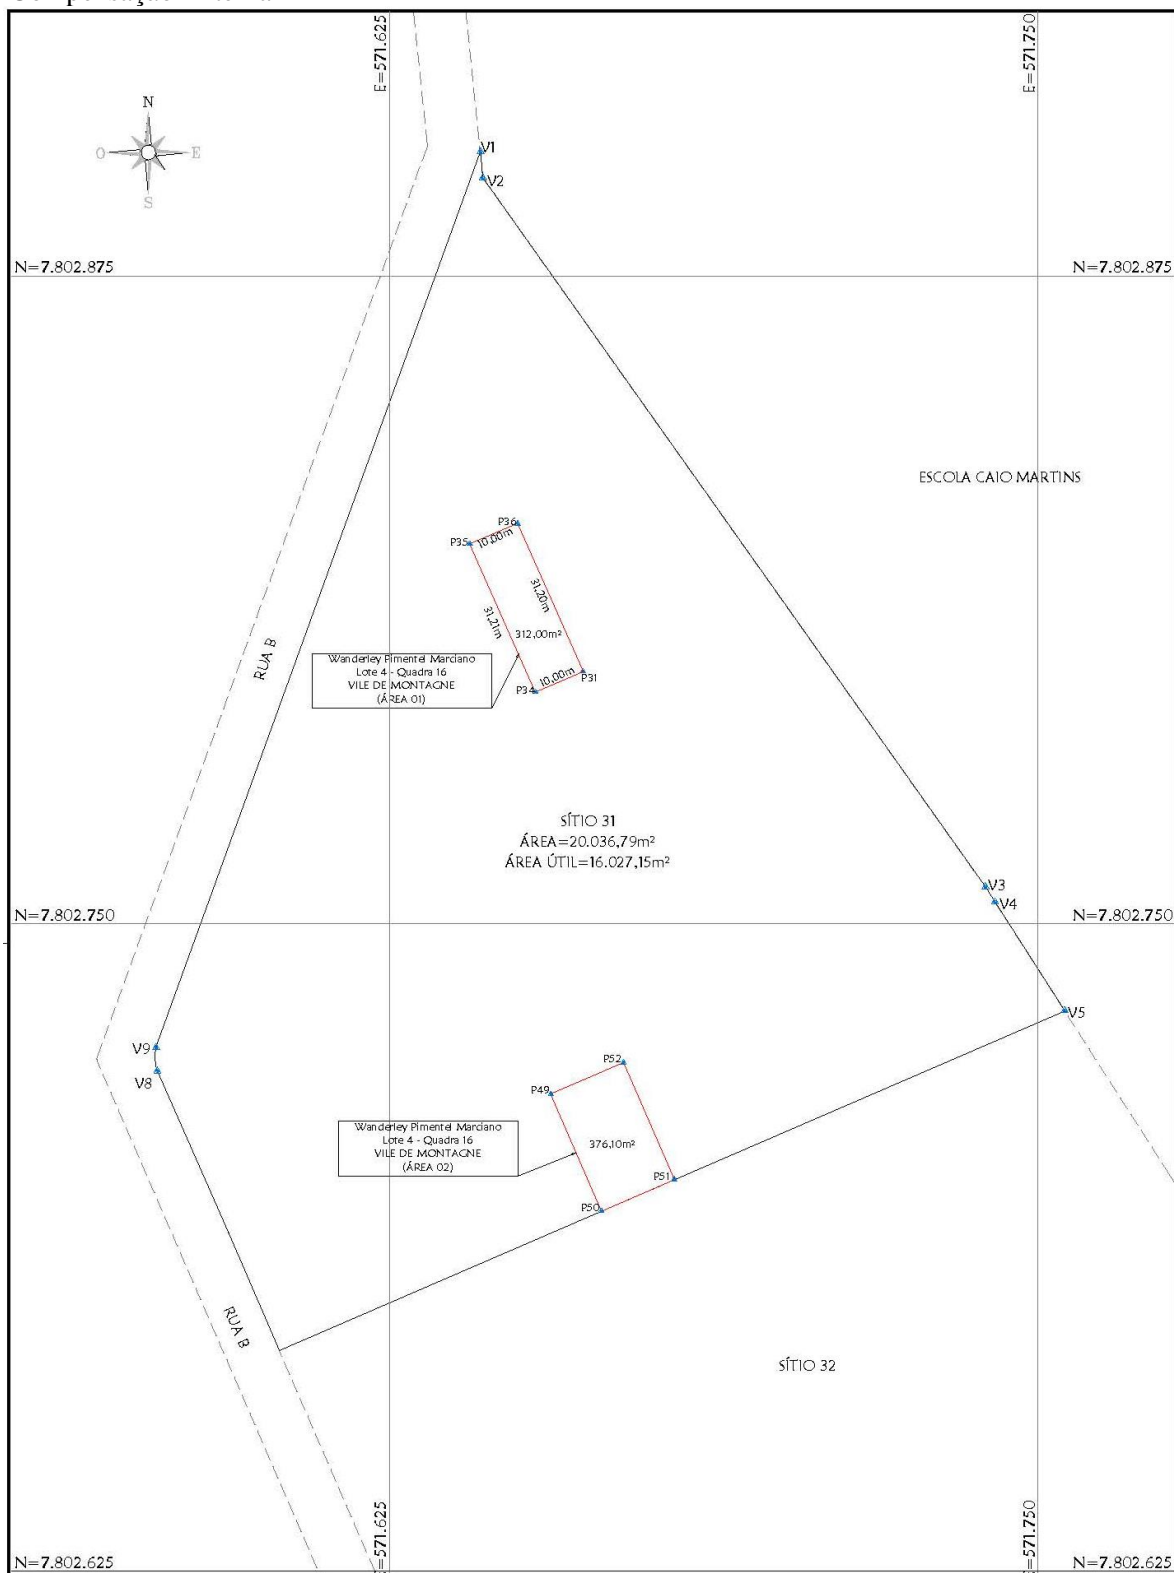 E=571.625
E=571.750
N
O
E
S
V1
V2
N=7.802.875
N=7.802.875
ESCOLA CAIO MARTINS
P36
P35
10,00m
31,20m
31,21m
312,00m²
RUA B
Wanderley Pimentel Marciano
Lote 4 - Quadra 16
VILE DE MONTAGNE
(ÁREA 01)
P34
10,00m
P31
SÍTIO 31
ÁREA=20.036,79m²
ÁREA ÚTIL=16.027,15m²
V3
V4
N=7.802.750
N=7.802.750
V5
V9
V8
P52
P49
Wanderley Pimentel Marciano
Lote 4 - Quadra 16
VILE DE MONTAGNE
(ÁREA 02)
376,10m²
P51
P50
RUA B
SÍTIO 32
=571.625
=571.750
N=7.802.625
N=7.802.625